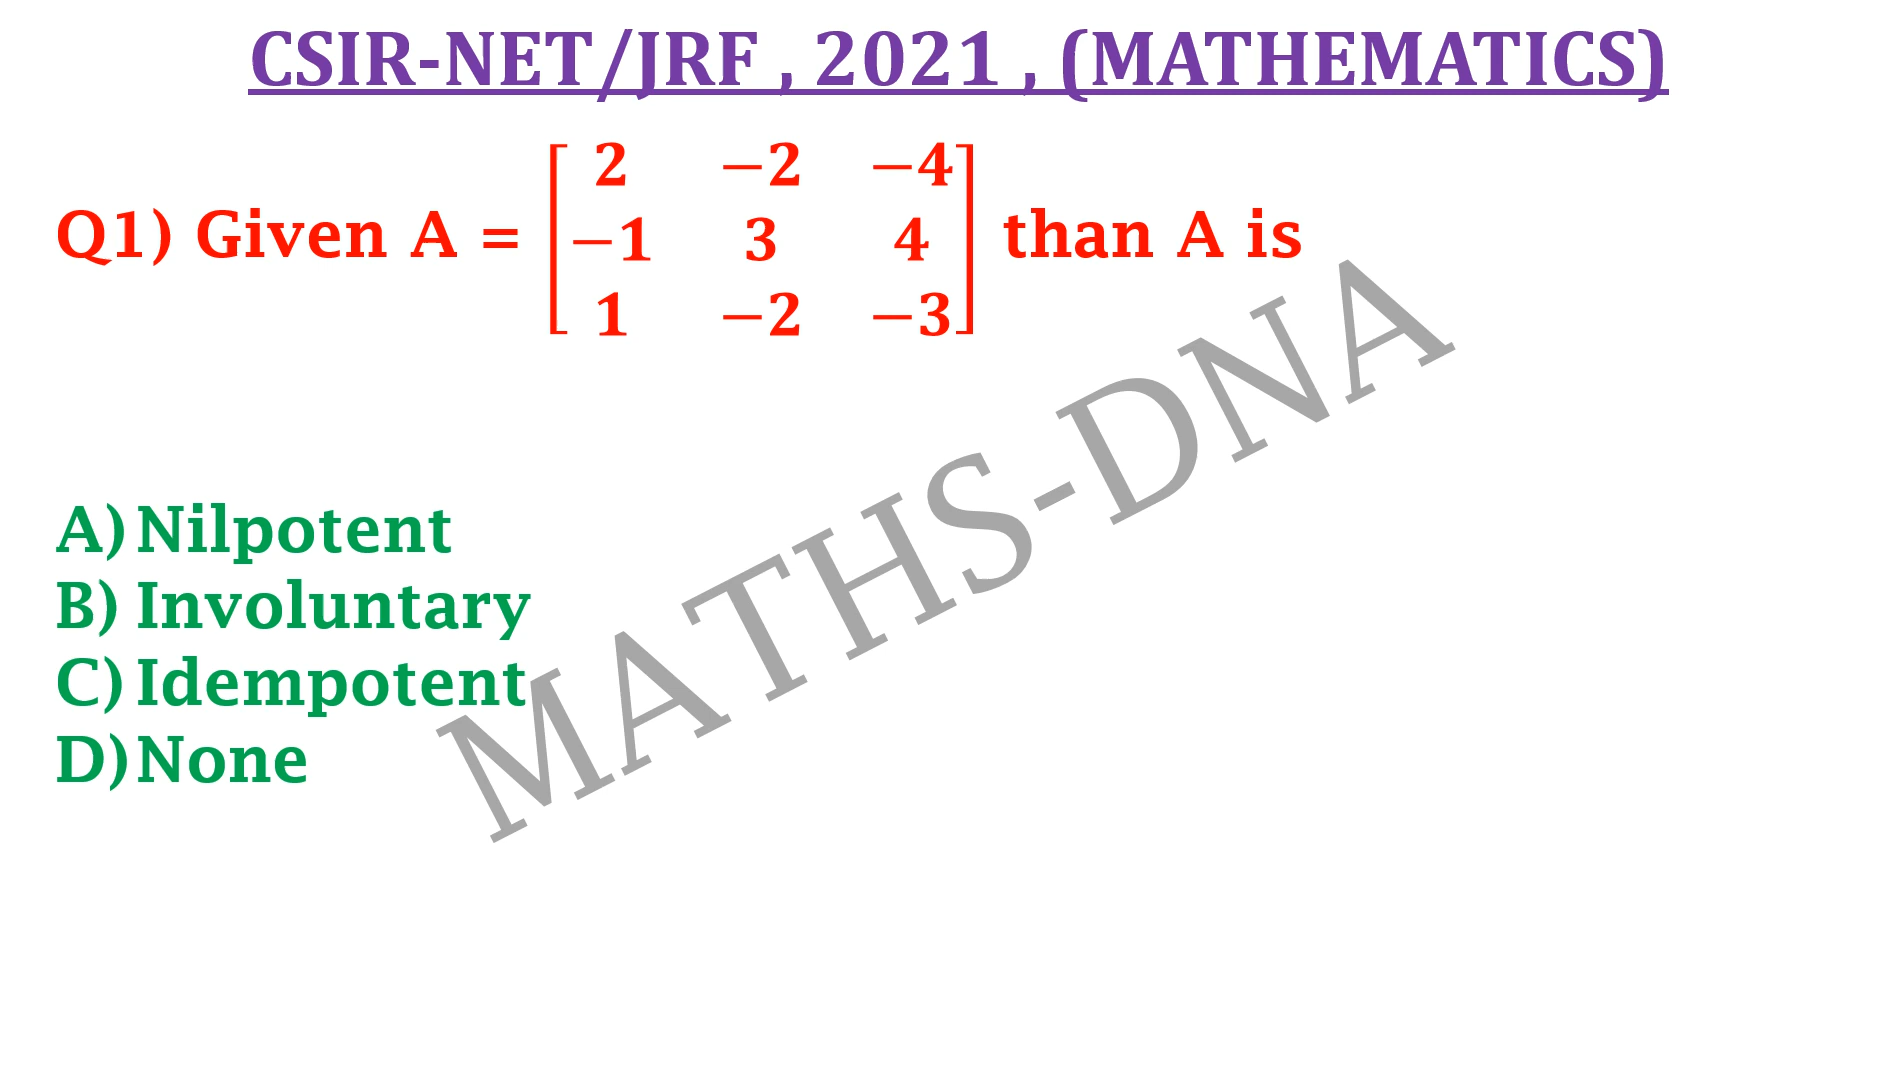 CSIR-NET/JRF , 2021 , (MATHEMATICS)
Q1) Given A = [2 −2 −4
−1 3 4
1 −2 −3] than A is
A) Nilpotent
B) Involuntary
C) Idempotent
D) None
MATHS-DNA